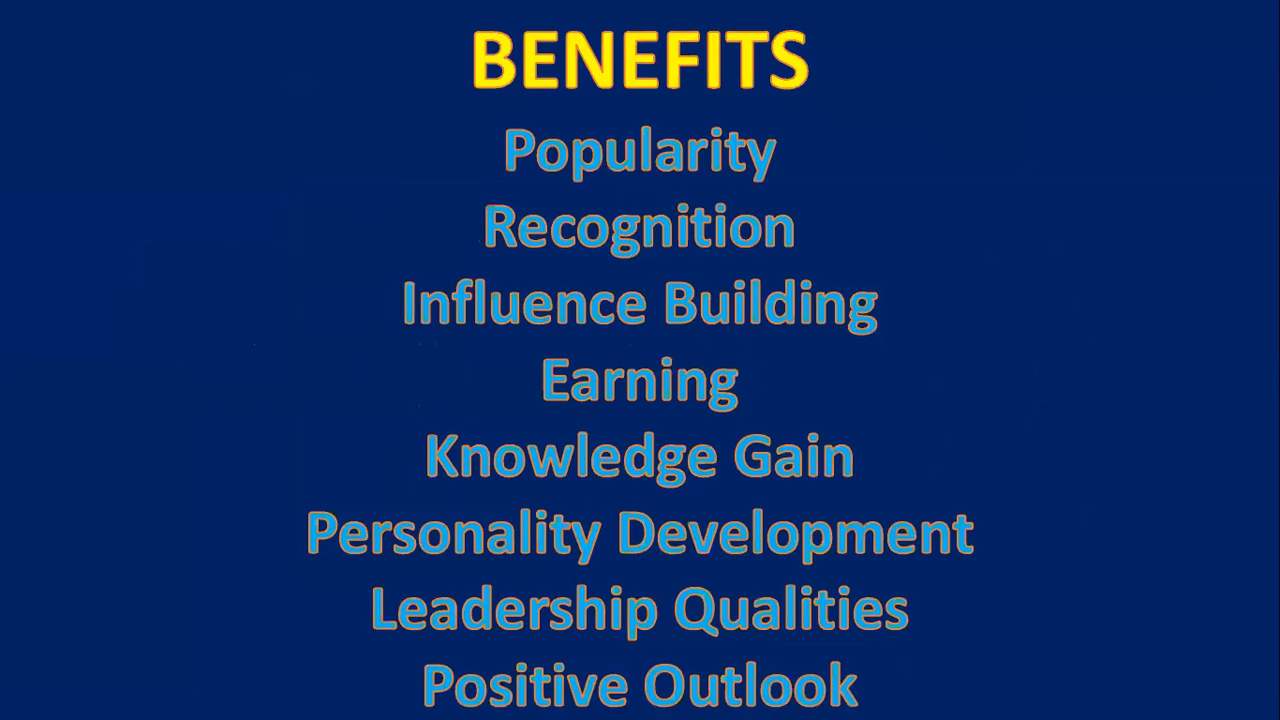 BENEFITS
Popularity
Recognition
Influence Building
Earning
Knowledge Gain
Personality Development
Leadership Qualities
Positive Outlook